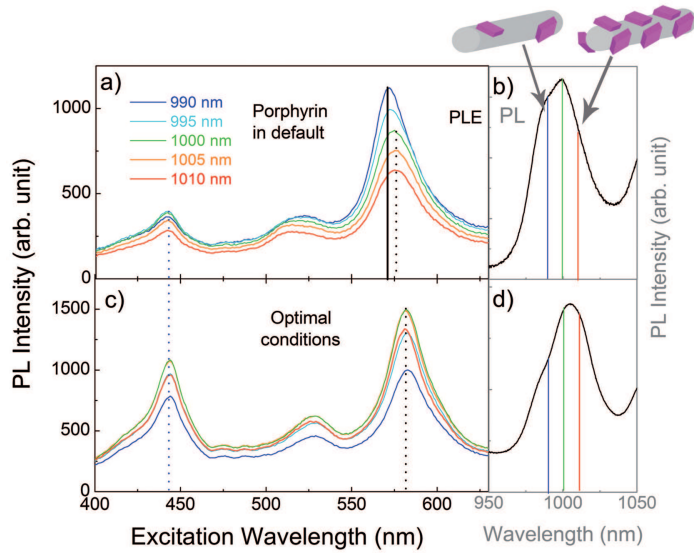 a)
990 nm
995 nm
1000 nm
1005 nm
1010 nm
Porphyrin
in default
PLE
b)
PL
1000
500
0
PL Intensity (arb. unit)
PL Intensity (arb. unit)
c)
Optimal
conditions
d)
1500
1000
500
0
400 450 500 550 600 950 1000 1050
Excitation Wavelength (nm)
Wavelength (nm)